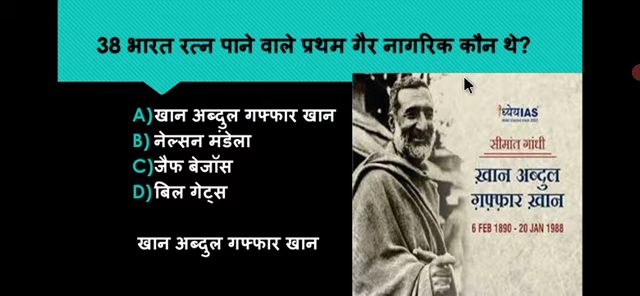 38 भारत रत्न पाने वाले प्रथम गैर नागरिक कौन थे?
A)खान अब्दुल गफ्फार खान
B) नेल्सन मंडेला
C)जैफ बेजॉस
D)बिल गेट्स
खान अब्दुल गफ्फार खान
ध्येयIAS
सीमांत गांधी
ख़ान अब्दुल
ग़फ़्फ़ार ख़ान
6 FEB 1890 - 20 JAN 1988